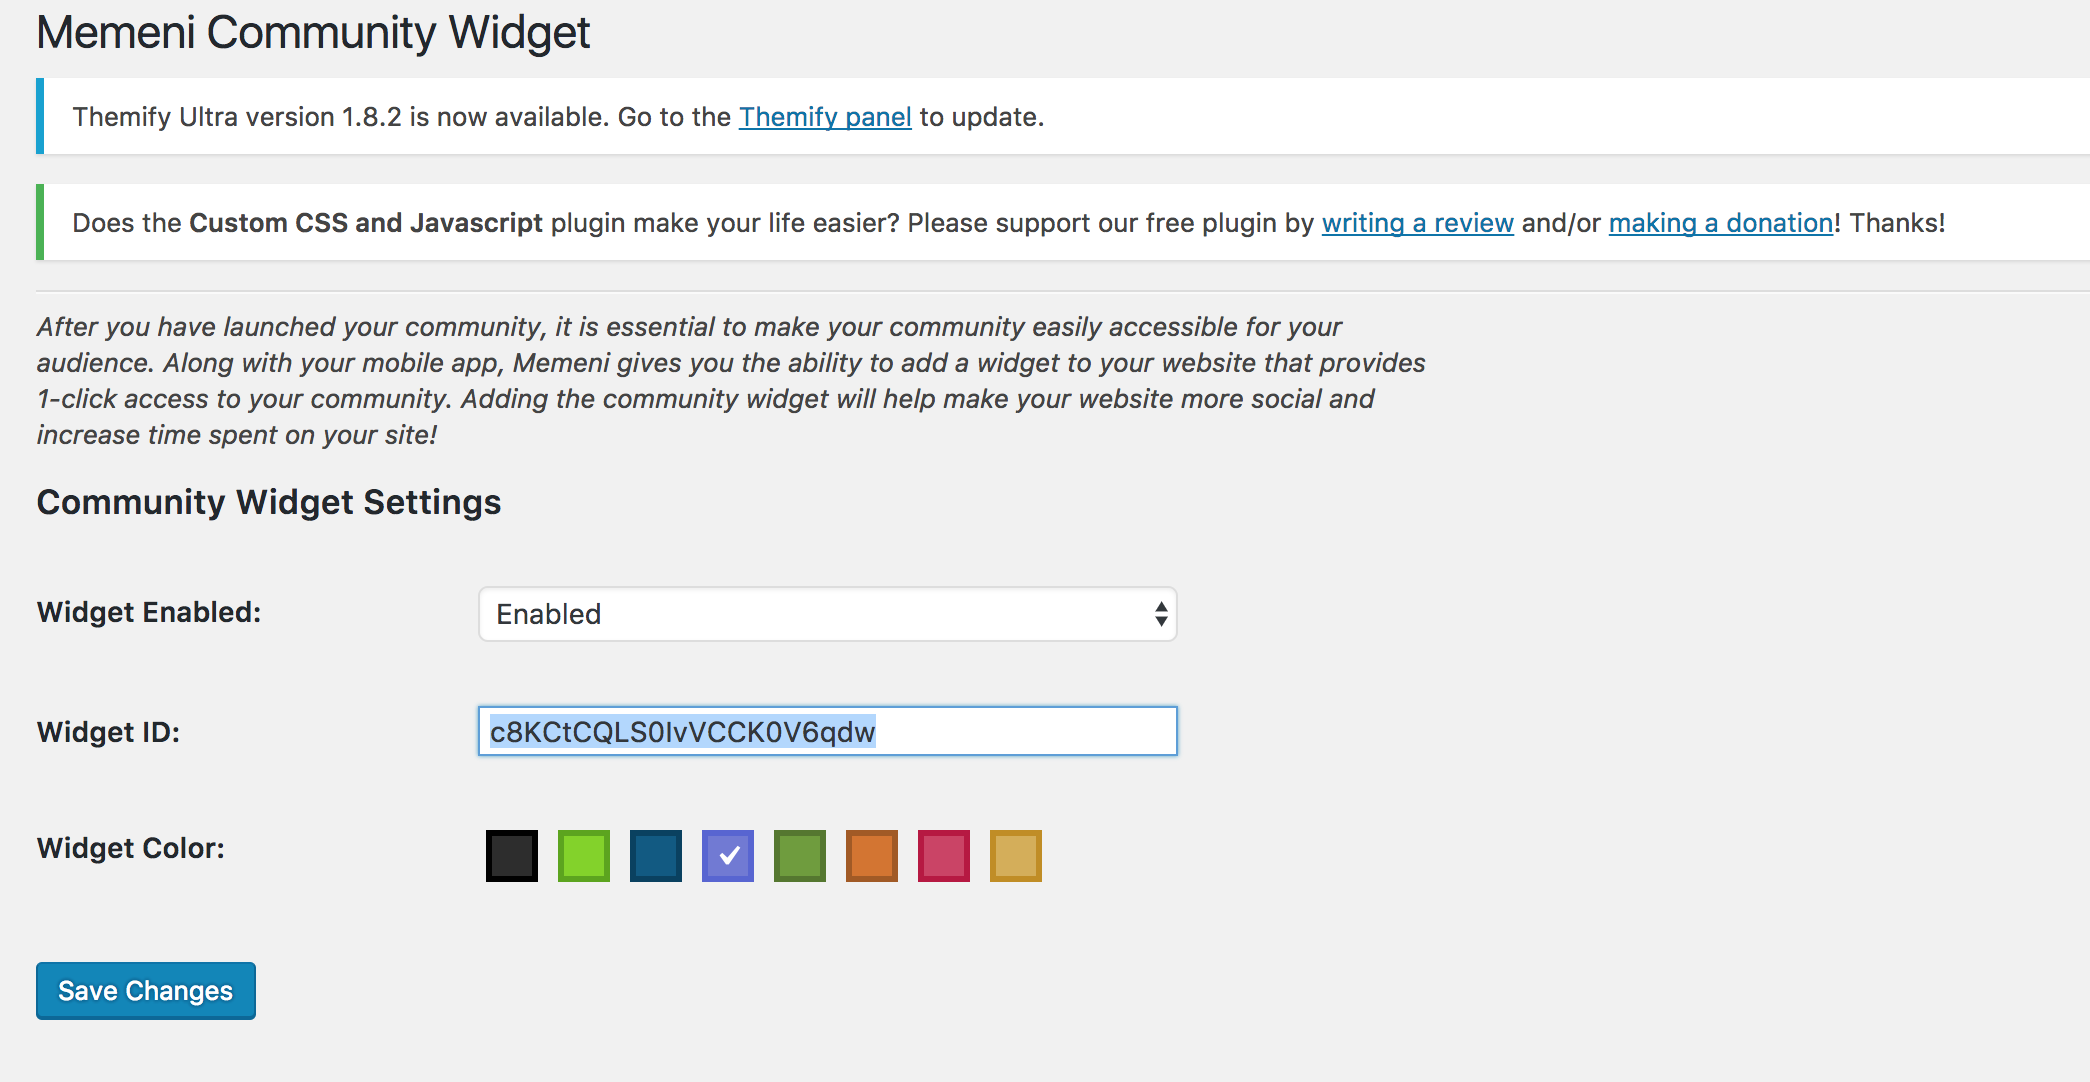 Memeni Community Widget
Themify Ultra version 1.8.2 is now available. Go to the Themify panel to update.
Does the Custom CSS and Javascript plugin make your life easier? Please support our free plugin by writing a review and/or making a donation! Thanks!
After you have launched your community, it is essential to make your community easily accessible for your
audience. Along with your mobile app, Memeni gives you the ability to add a widget to your website that provides
1-click access to your community. Adding the community widget will help make your website more social and
increase time spent on your site!
Community Widget Settings
Widget Enabled: Enabled
Widget ID: c8KCtCQLS0IvVCCK0V6qdw
Widget Color:
Save Changes